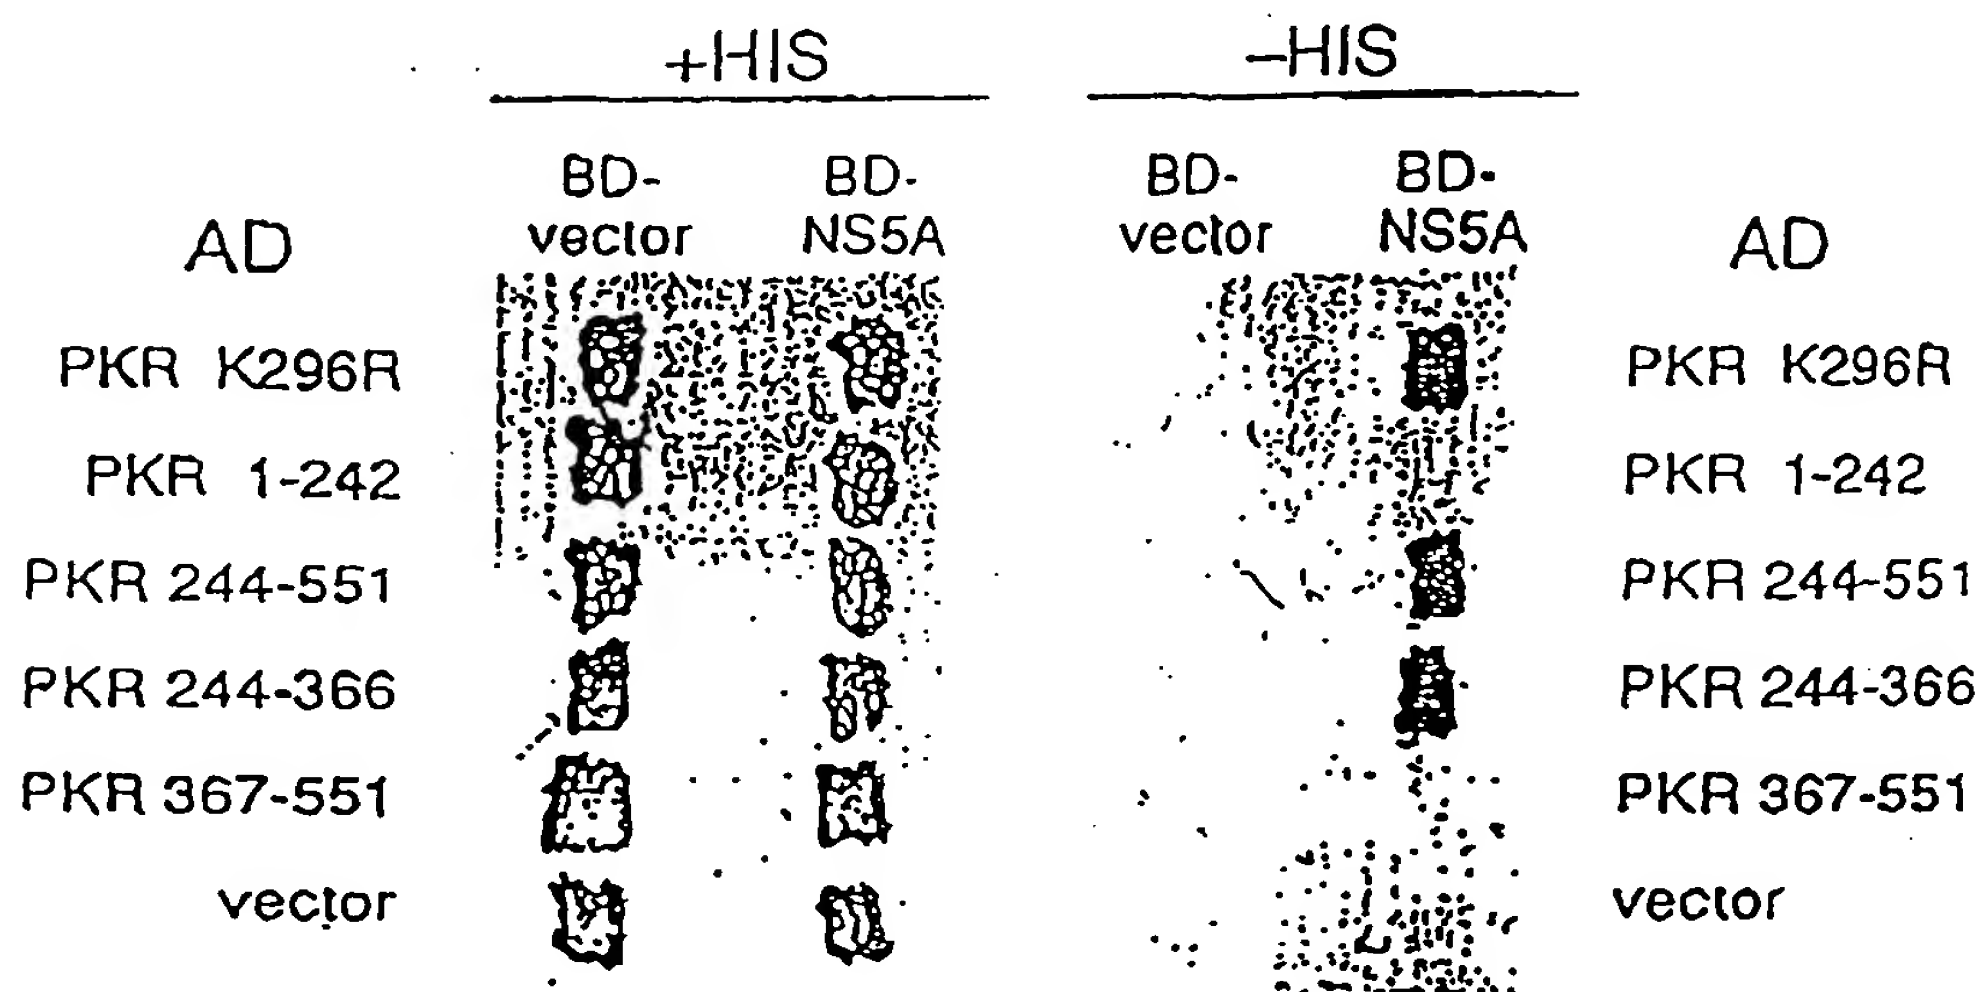 +HIS –HIS
BD- BD- BD- BD-
vector NS5A vector NS5A
AD AD
PKR K296R PKR K296R
PKR 1-242 PKR 1-242
PKR 244-551 PKR 244-551
PKR 244-366 PKR 244-366
PKR 367-551 PKR 367-551
vector vector